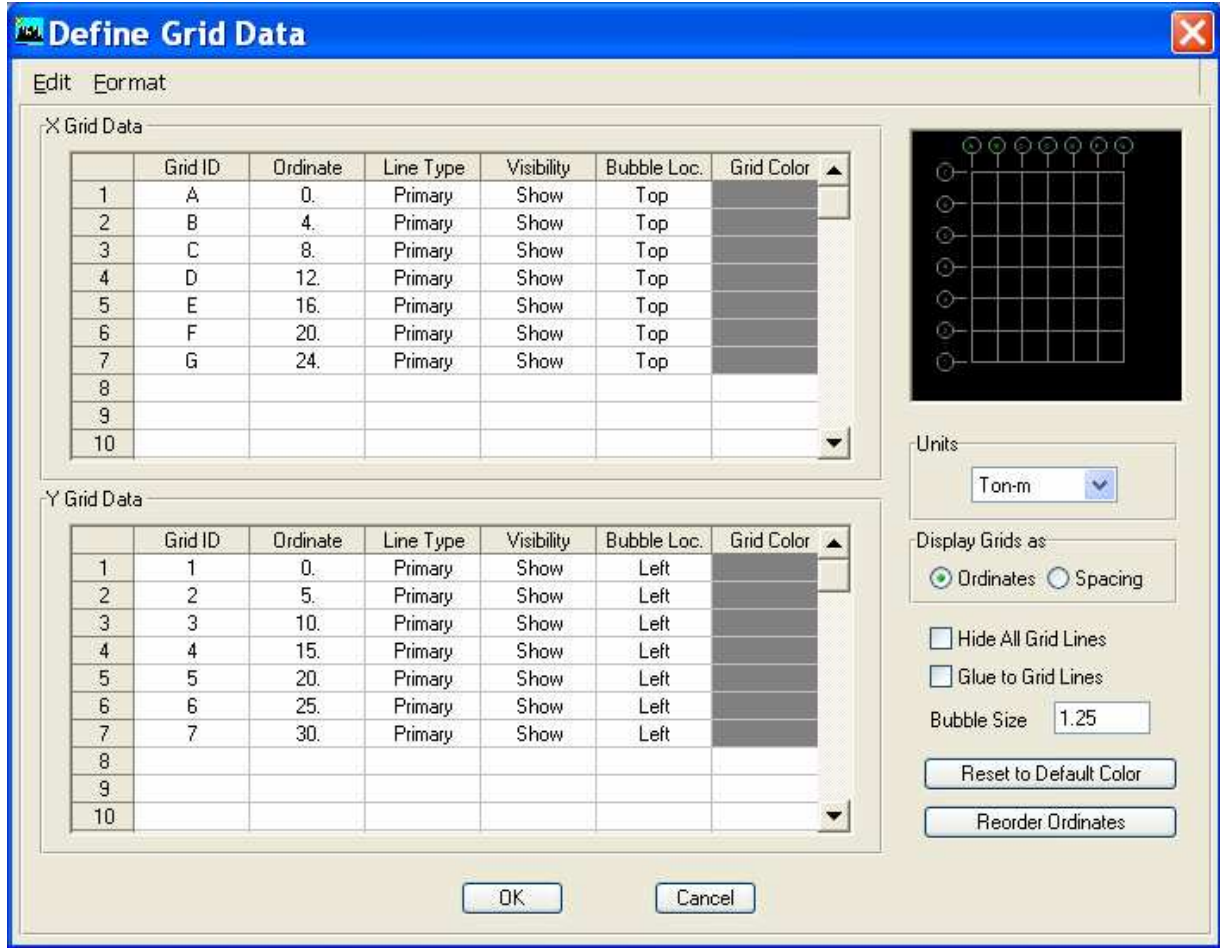 Define Grid Data
Edit Format
X Grid Data
Grid ID Ordinate Line Type Visibility Bubble Loc. Grid Color
1 A 0. Primary Show Top
2 B 4. Primary Show Top
3 C 8. Primary Show Top
4 D 12. Primary Show Top
5 E 16. Primary Show Top
6 F 20. Primary Show Top
7 G 24. Primary Show Top
8
9
10
Y Grid Data
Grid ID Ordinate Line Type Visibility Bubble Loc. Grid Color
1 1 0. Primary Show Left
2 2 5. Primary Show Left
3 3 10. Primary Show Left
4 4 15. Primary Show Left
5 5 20. Primary Show Left
6 6 25. Primary Show Left
7 7 30. Primary Show Left
8
9
10
Units
Ton-m
Display Grids as
Ordinates Spacing
Hide All Grid Lines
Glue to Grid Lines
Bubble Size 1.25
Reset to Default Color
Reorder Ordinates
OK Cancel